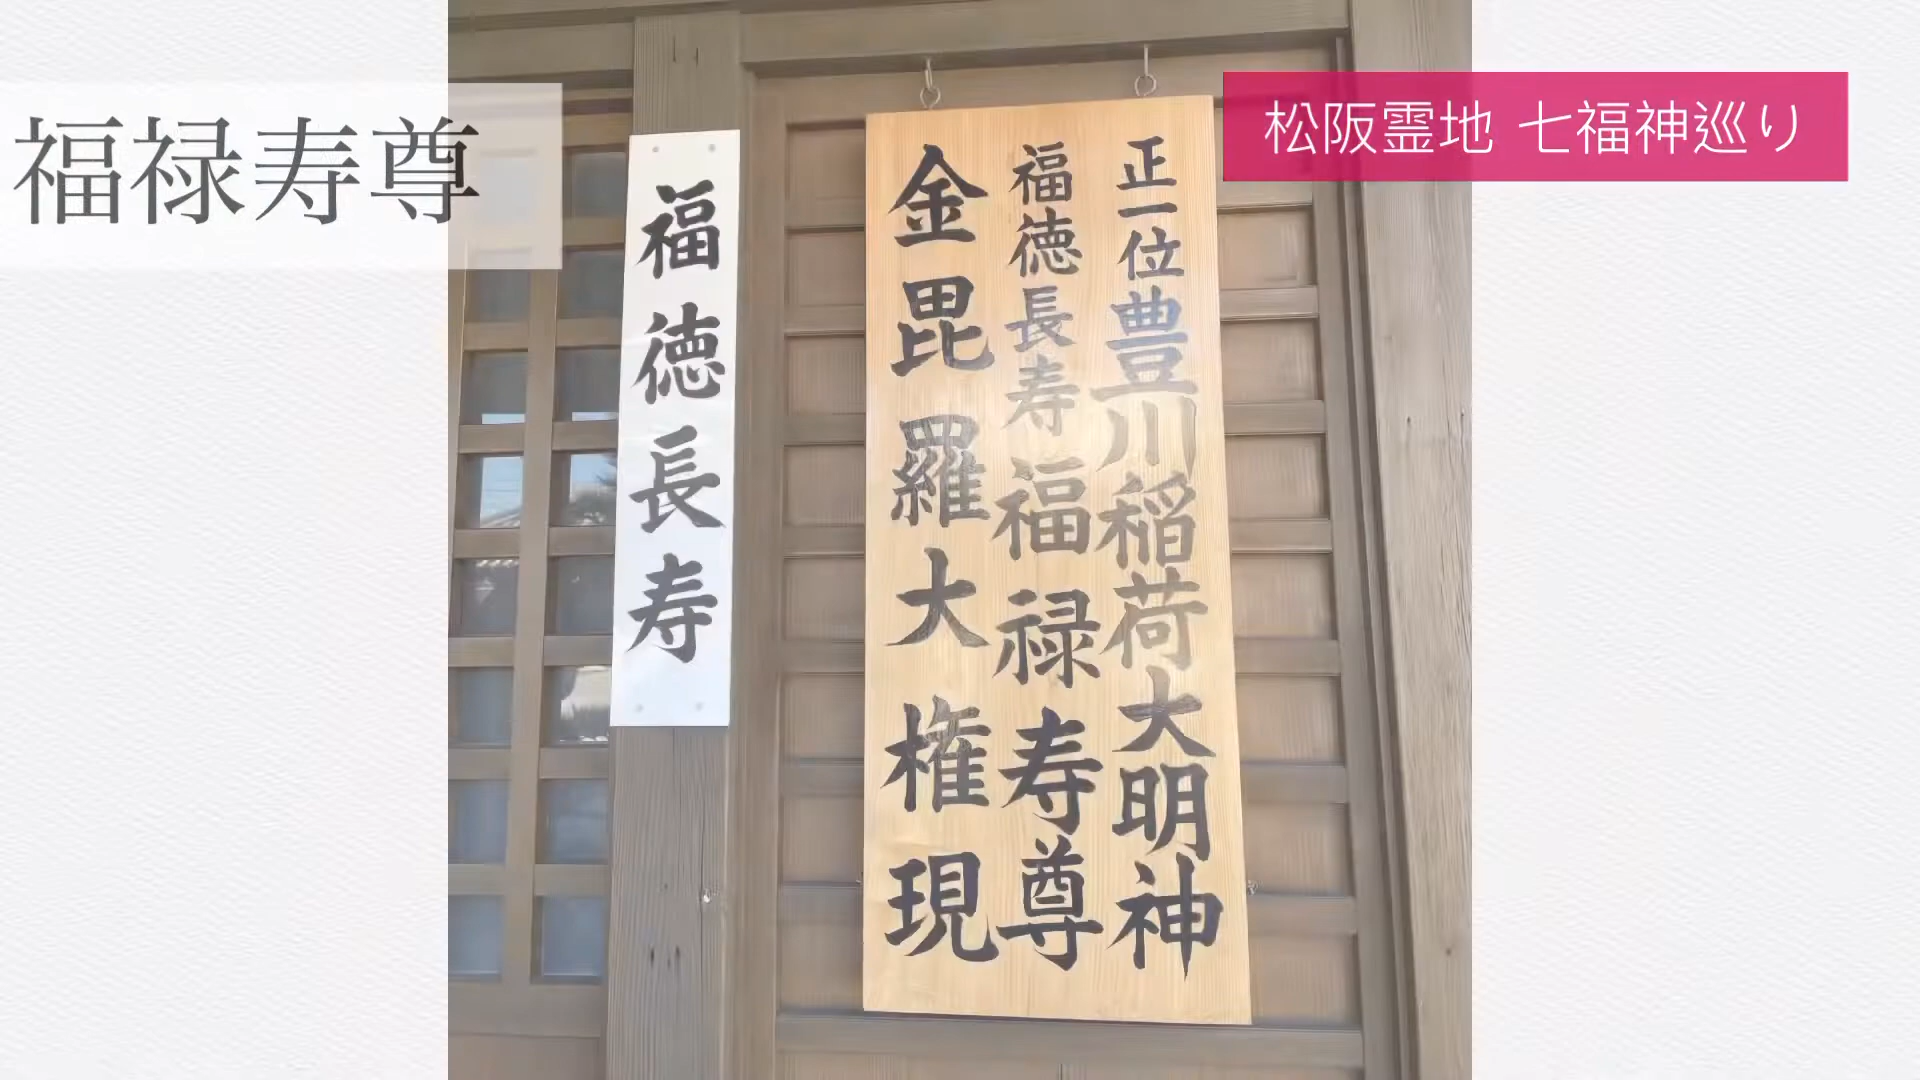 福禄寿尊
松阪霊地 七福神巡り
正一位豊川稲荷大明神
福徳長寿福禄寿尊
金毘羅大権現
福徳長寿